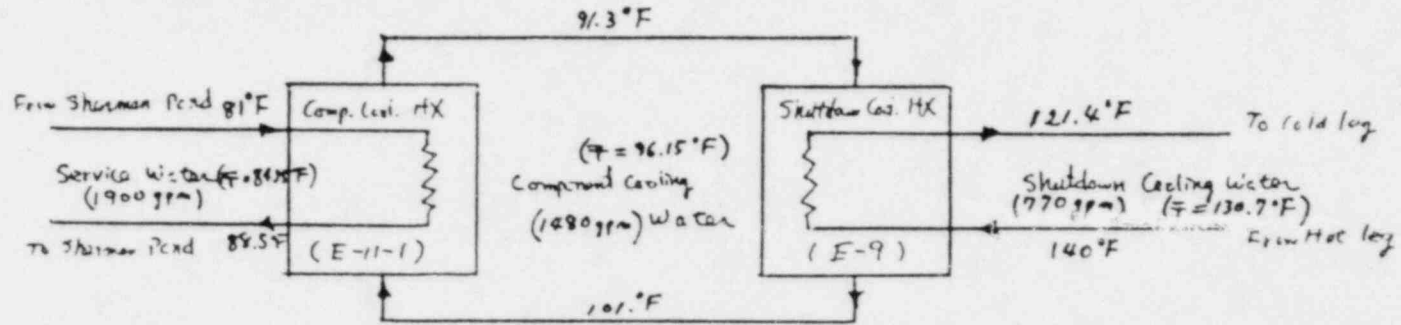 91.3°F
From Sherman Pond 81°F
Comp. Cool. HX
Service Water
(1900 gpm)
To Sherman Pond 88.5°F
(E-11-1)
(T̄ = 96.15°F)
Component Cooling
(1480 gpm) Water
101.°F
Shutdown Coo. HX
(E-9)
121.4°F
To Cold leg
Shutdown Cooling Water
(770 gpm) (T̄ = 130.7°F)
From Hot leg
140°F